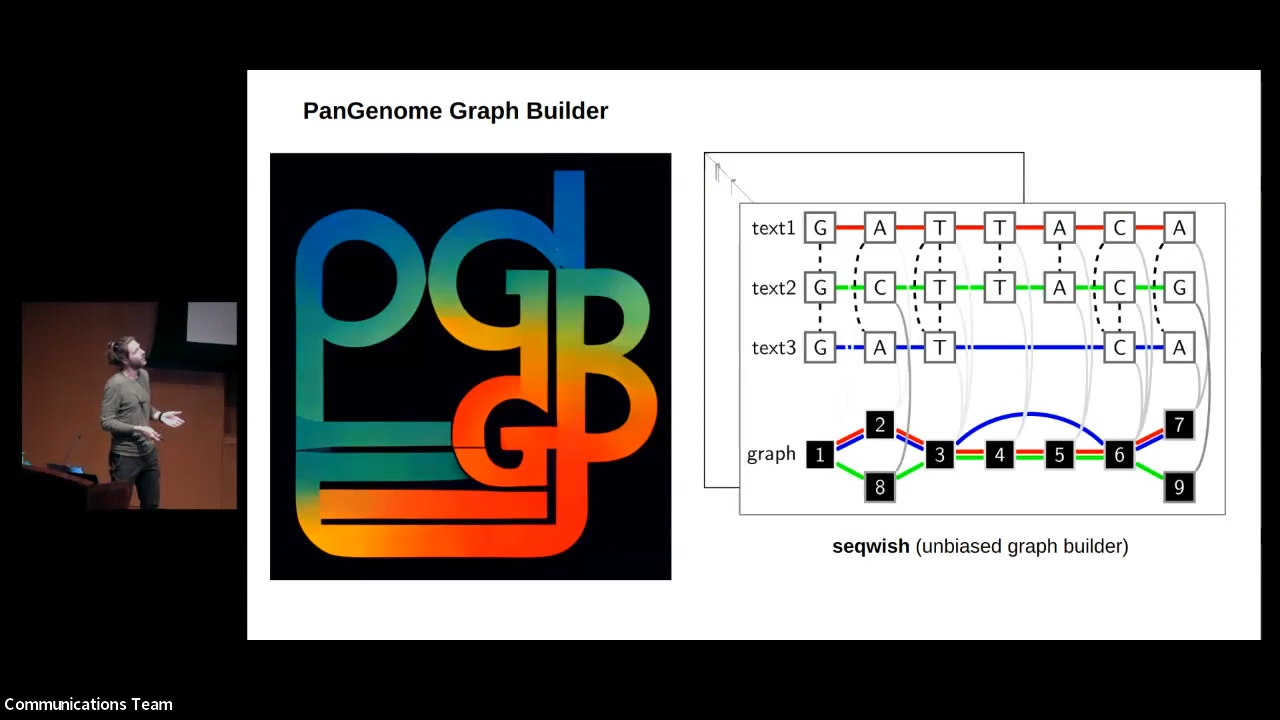 PanGenome Graph Builder
pggb
text1 G A T T A C A
text2 G C T T A C G
text3 G A T C A
graph 1 2 3 4 5 6 7
8 9
seqwish (unbiased graph builder)
Communications Team